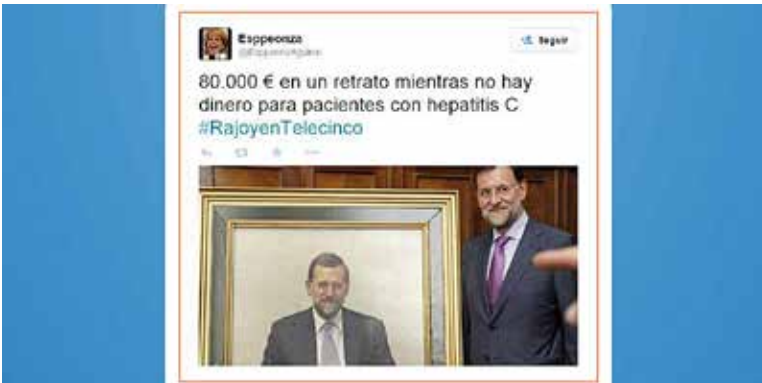 Esppeonza
Seguir
80.000 € en un retrato mientras no hay
dinero para pacientes con hepatitis C
#RajoyenTelecinco